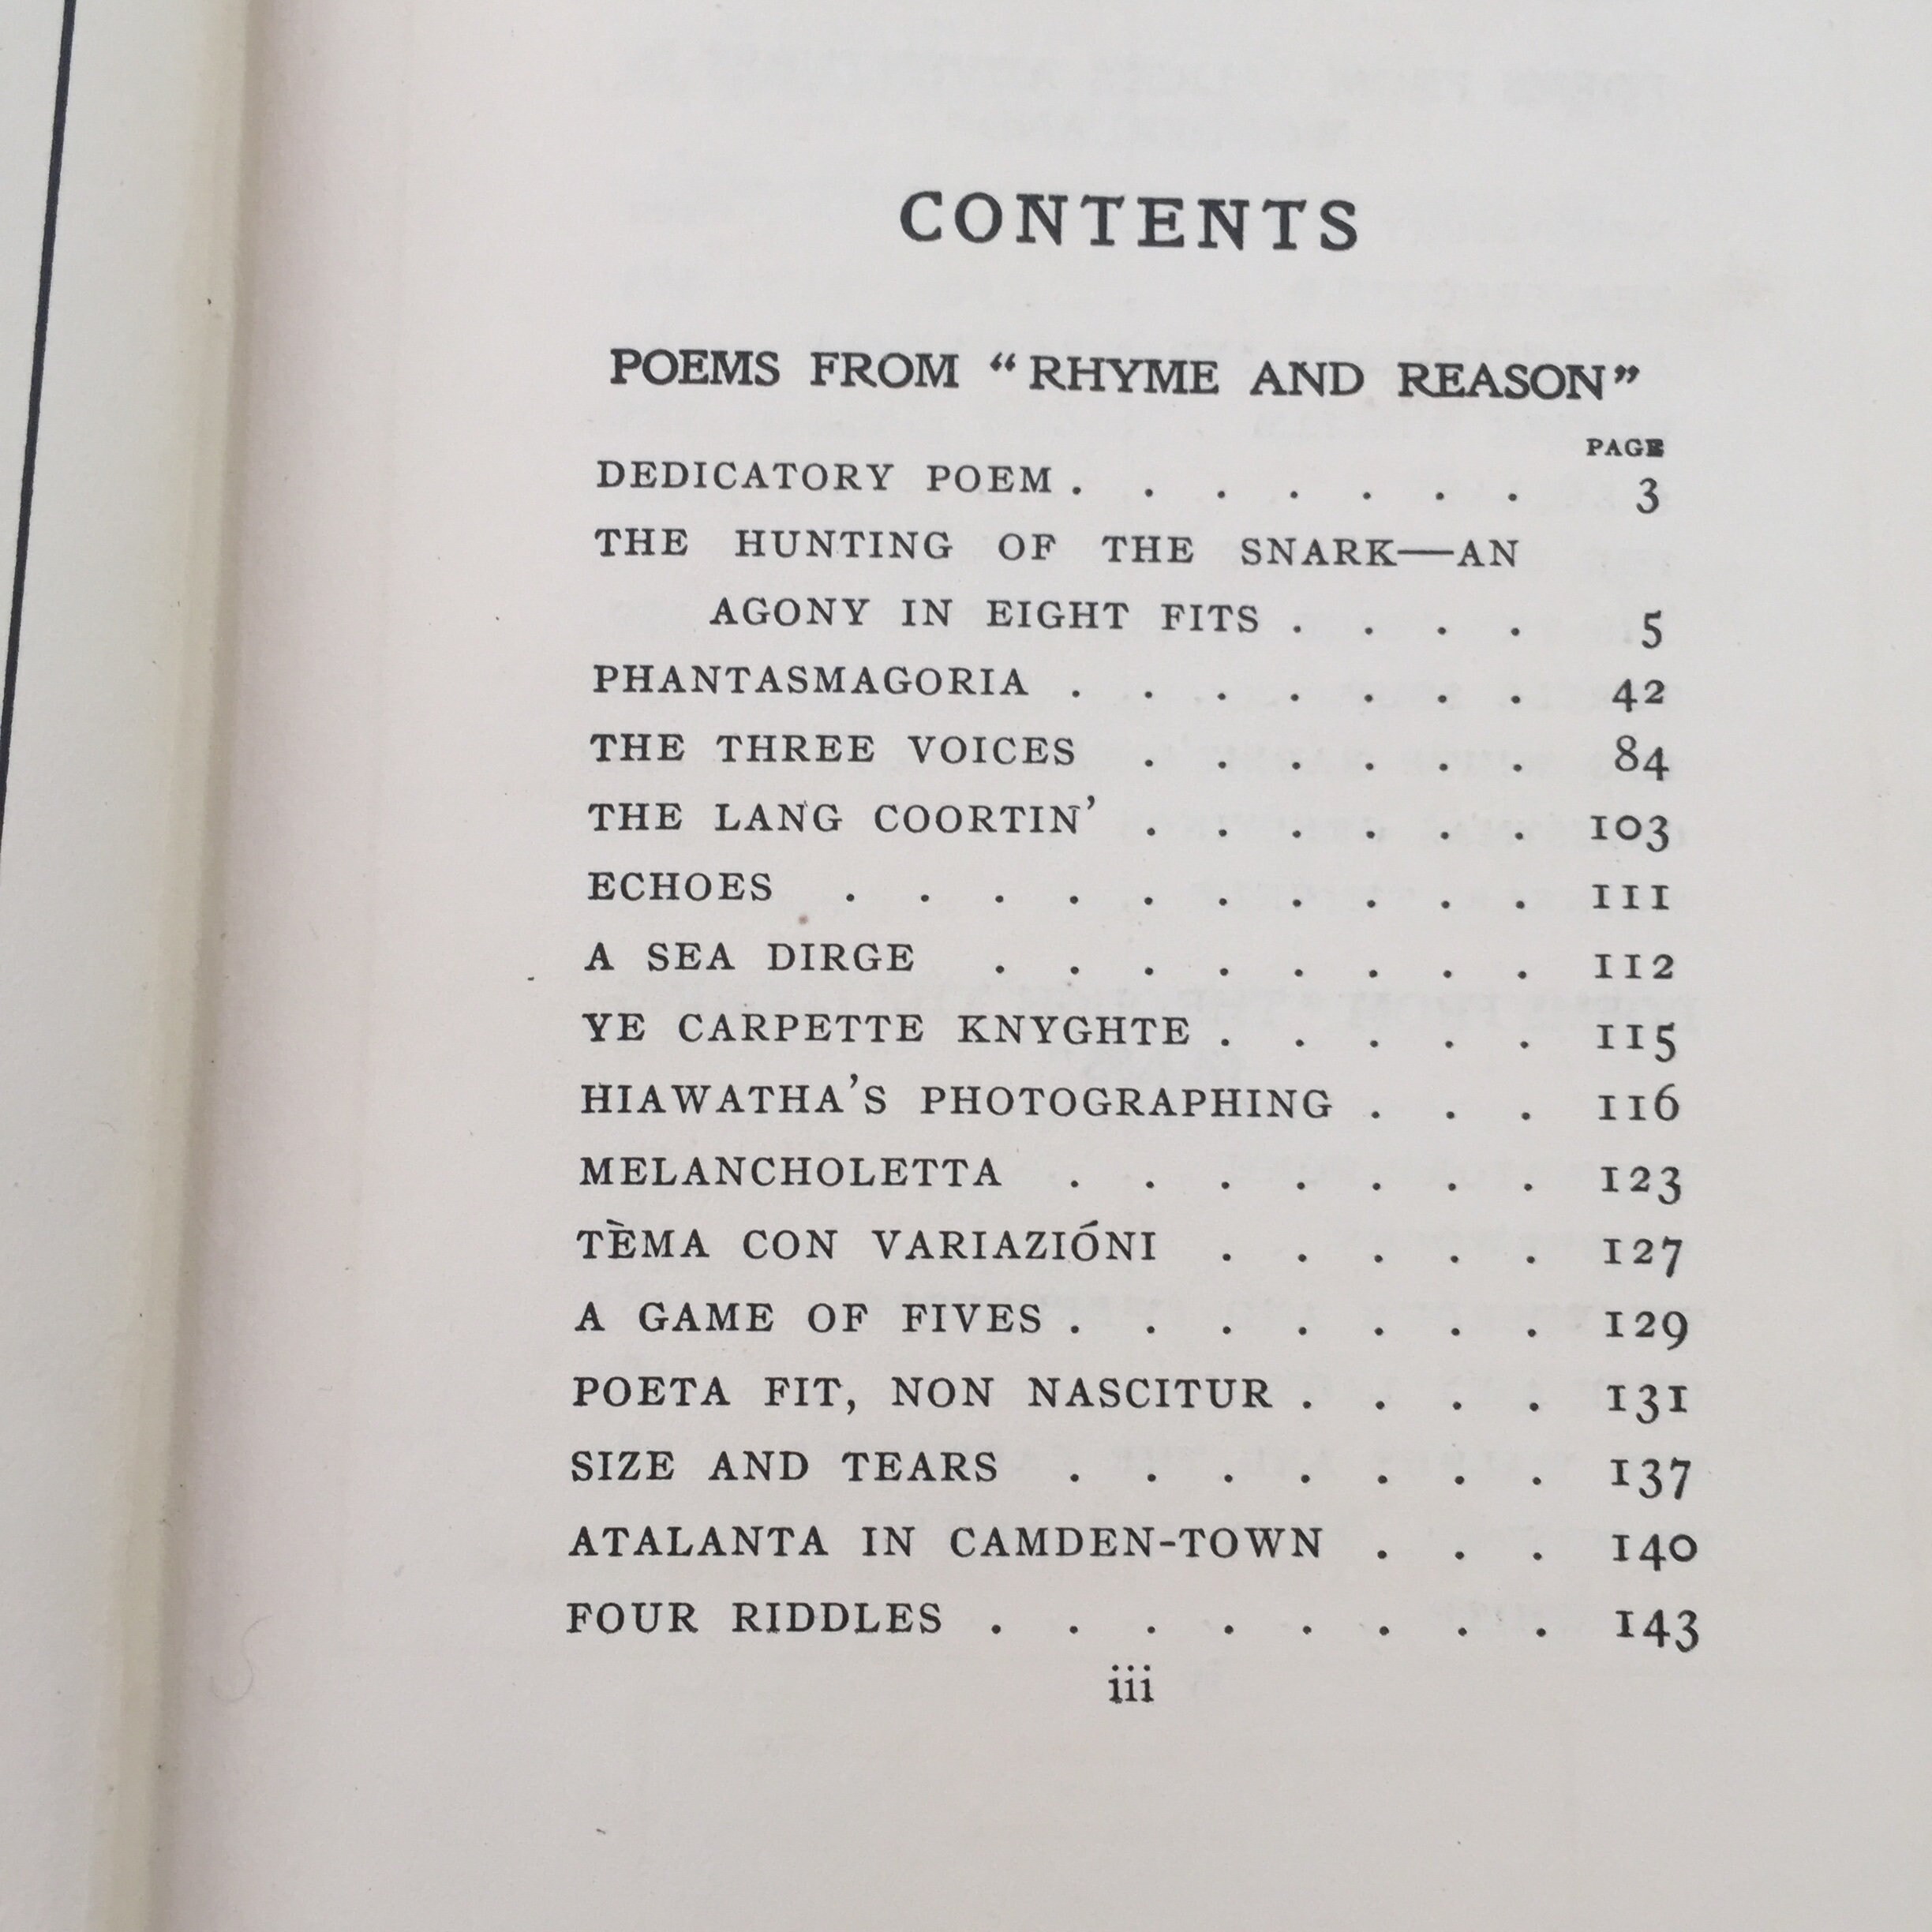 CONTENTS
POEMS FROM "RHYME AND REASON"
PAGE
DEDICATORY POEM . . . . . . . 3
THE HUNTING OF THE SNARK—AN
AGONY IN EIGHT FITS . . . . 5
PHANTASMAGORIA . . . . . . . 42
THE THREE VOICES . . . . . . 84
THE LANG COORTIN' . . . . . . 103
ECHOES . . . . . . . . . . 111
A SEA DIRGE . . . . . . . . 112
YE CARPETTE KNYGHTE . . . . . 115
HIAWATHA'S PHOTOGRAPHING . . . 116
MELANCHOLETTA . . . . . . . 123
TÈMA CON VARIAZIÓNI . . . . . 127
A GAME OF FIVES . . . . . . . 129
POETA FIT, NON NASCITUR . . . . 131
SIZE AND TEARS . . . . . . . 137
ATALANTA IN CAMDEN-TOWN . . . 140
FOUR RIDDLES . . . . . . . . 143
iii